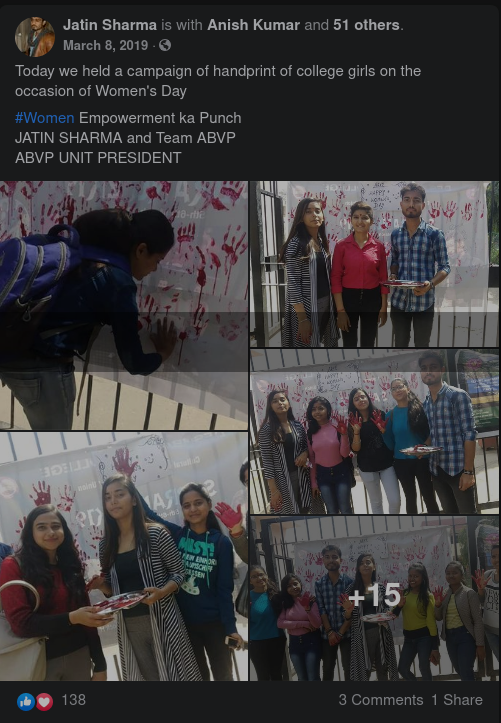 Jatin Sharma is with Anish Kumar and 51 others.
March 8, 2019 ·
Today we held a campaign of handprint of college girls on the
occasion of Women's Day
#Women Empowerment ka Punch
JATIN SHARMA and Team ABVP
ABVP UNIT PRESIDENT
+15
138
3 Comments 1 Share